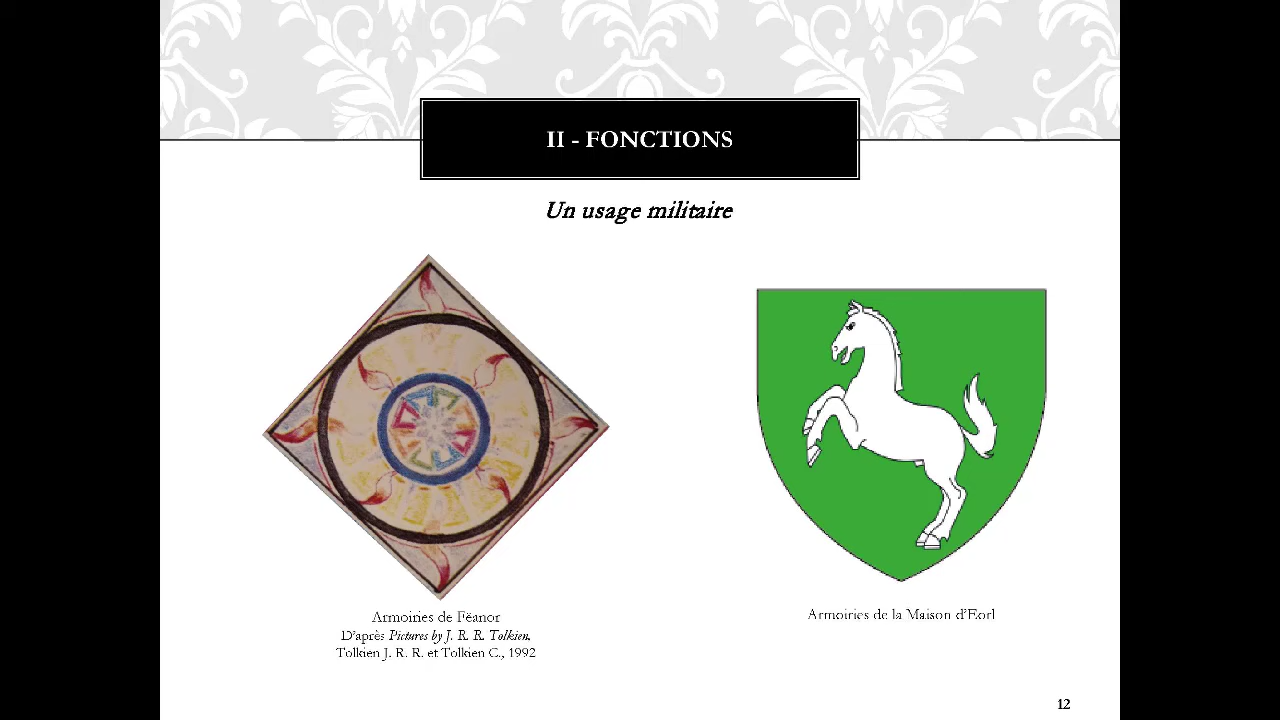 II - FONCTIONS
Un usage militaire
Armoiries de Fëanor
D'après Pictures by J. R. R. Tolkien,
Tolkien J. R. R. et Tolkien C., 1992
Armoiries de la Maison d'Eorl
12